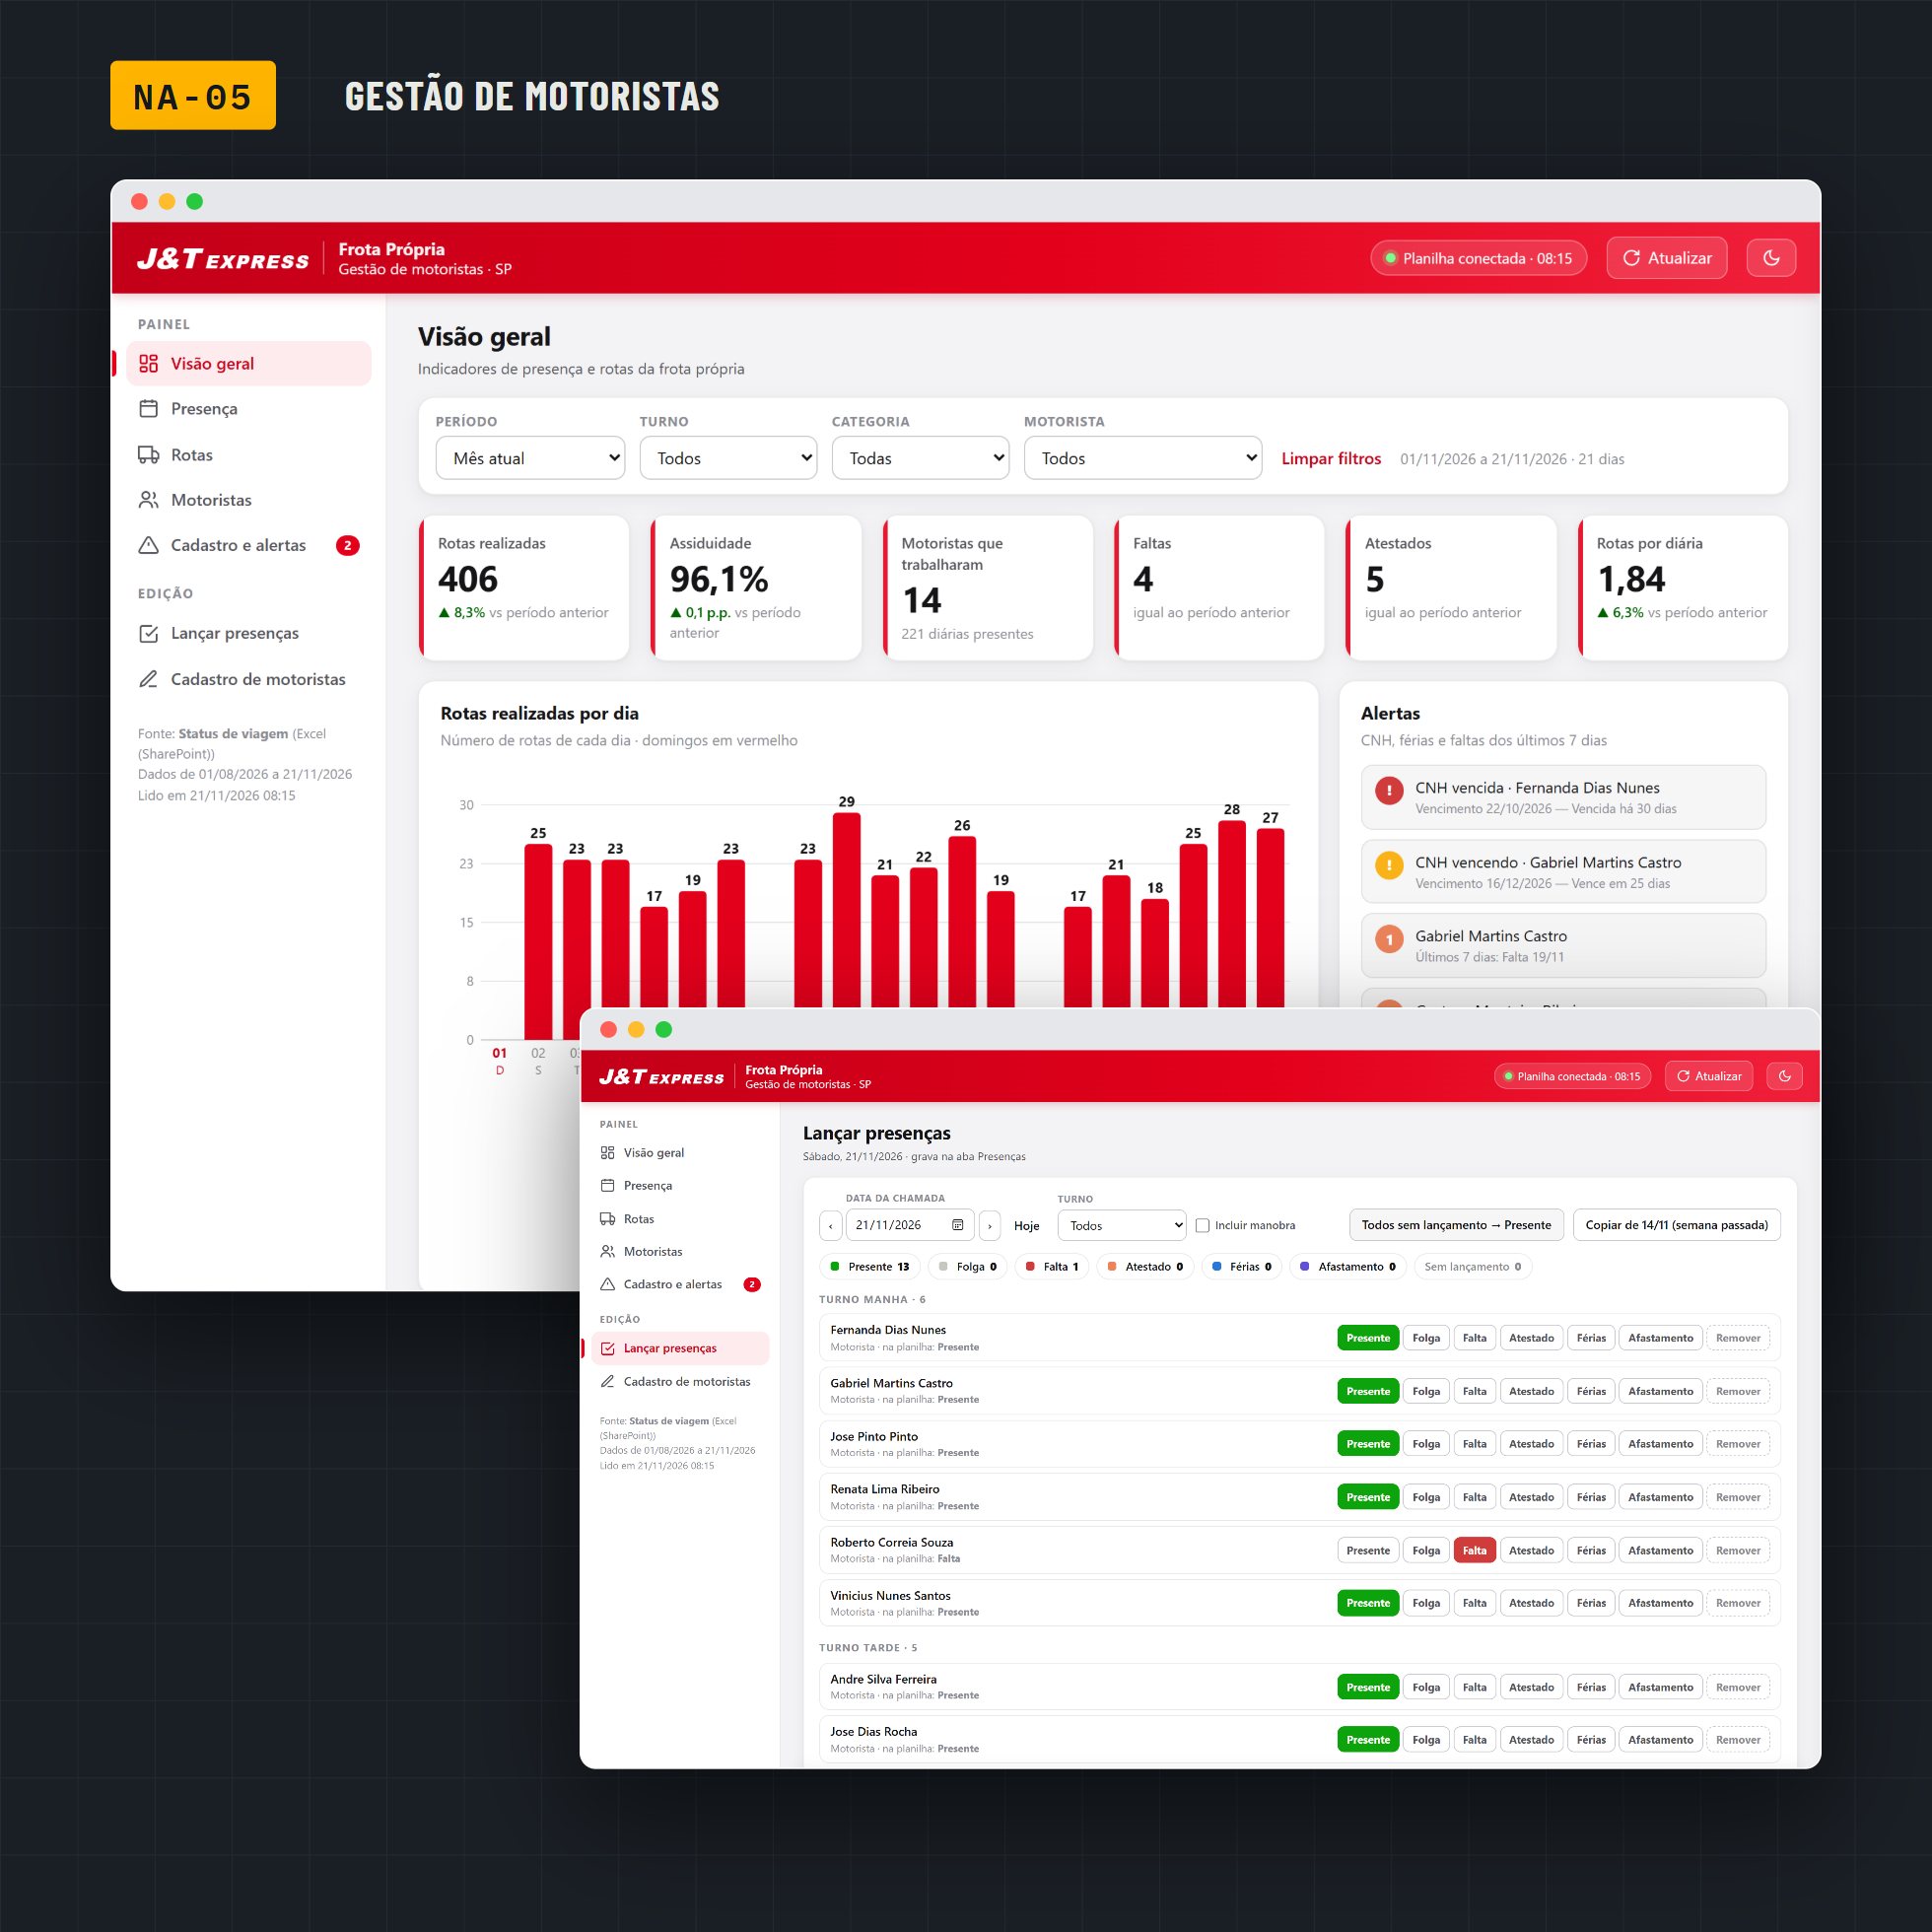 NA-05
GESTÃO DE MOTORISTAS
J&T EXPRESS
Frota Própria
Gestão de motoristas · SP
Planilha conectada · 08:15
Atualizar
PAINEL
Visão geral
Presença
Rotas
Motoristas
Cadastro e alertas 2
EDIÇÃO
Lançar presenças
Cadastro de motoristas
Fonte: Status de viagem (Excel
(SharePoint))
Dados de 01/08/2026 a 21/11/2026
Lido em 21/11/2026 08:15
Visão geral
Indicadores de presença e rotas da frota própria
PERÍODO TURNO CATEGORIA MOTORISTA
Mês atual Todos Todas Todos Limpar filtros 01/11/2026 a 21/11/2026 · 21 dias
Rotas realizadas
406
▲ 8,3% vs período anterior
Assiduidade
96,1%
▲ 0,1 p.p. vs período
anterior
Motoristas que
trabalharam
14
221 diárias presentes
Faltas
4
igual ao período anterior
Atestados
5
igual ao período anterior
Rotas por diária
1,84
▲ 6,3% vs período anterior
Rotas realizadas por dia
Número de rotas de cada dia · domingos em vermelho
30
23
15
8
0
25 23 23 17 19 23 23 29 21 22 26 19 17 21 18 25 28 27
01 02
D S
Alertas
CNH, férias e faltas dos últimos 7 dias
! CNH vencida · Fernanda Dias Nunes
Vencimento 22/10/2026 — Vencida há 30 dias
! CNH vencendo · Gabriel Martins Castro
Vencimento 16/12/2026 — Vence em 25 dias
1 Gabriel Martins Castro
Últimos 7 dias: Falta 19/11
J&T EXPRESS
Frota Própria
Gestão de motoristas · SP
Planilha conectada · 08:15
Atualizar
PAINEL
Visão geral
Presença
Rotas
Motoristas
Cadastro e alertas 2
EDIÇÃO
Lançar presenças
Cadastro de motoristas
Fonte: Status de viagem (Excel
(SharePoint))
Dados de 01/08/2026 a 21/11/2026
Lido em 21/11/2026 08:15
Lançar presenças
Sábado, 21/11/2026 · grava na aba Presenças
DATA DA CHAMADA TURNO
‹ 21/11/2026 › Hoje Todos Incluir manobra Todos sem lançamento → Presente Copiar de 14/11 (semana passada)
Presente 13 Folga 0 Falta 1 Atestado 0 Férias 0 Afastamento 0 Sem lançamento 0
TURNO MANHA · 6
Fernanda Dias Nunes
Motorista · na planilha: Presente
Presente Folga Falta Atestado Férias Afastamento Remover
Gabriel Martins Castro
Motorista · na planilha: Presente
Presente Folga Falta Atestado Férias Afastamento Remover
Jose Pinto Pinto
Motorista · na planilha: Presente
Presente Folga Falta Atestado Férias Afastamento Remover
Renata Lima Ribeiro
Motorista · na planilha: Presente
Presente Folga Falta Atestado Férias Afastamento Remover
Roberto Correia Souza
Motorista · na planilha: Falta
Presente Folga Falta Atestado Férias Afastamento Remover
Vinicius Nunes Santos
Motorista · na planilha: Presente
Presente Folga Falta Atestado Férias Afastamento Remover
TURNO TARDE · 5
Andre Silva Ferreira
Motorista · na planilha: Presente
Presente Folga Falta Atestado Férias Afastamento Remover
Jose Dias Rocha
Motorista · na planilha: Presente
Presente Folga Falta Atestado Férias Afastamento Remover